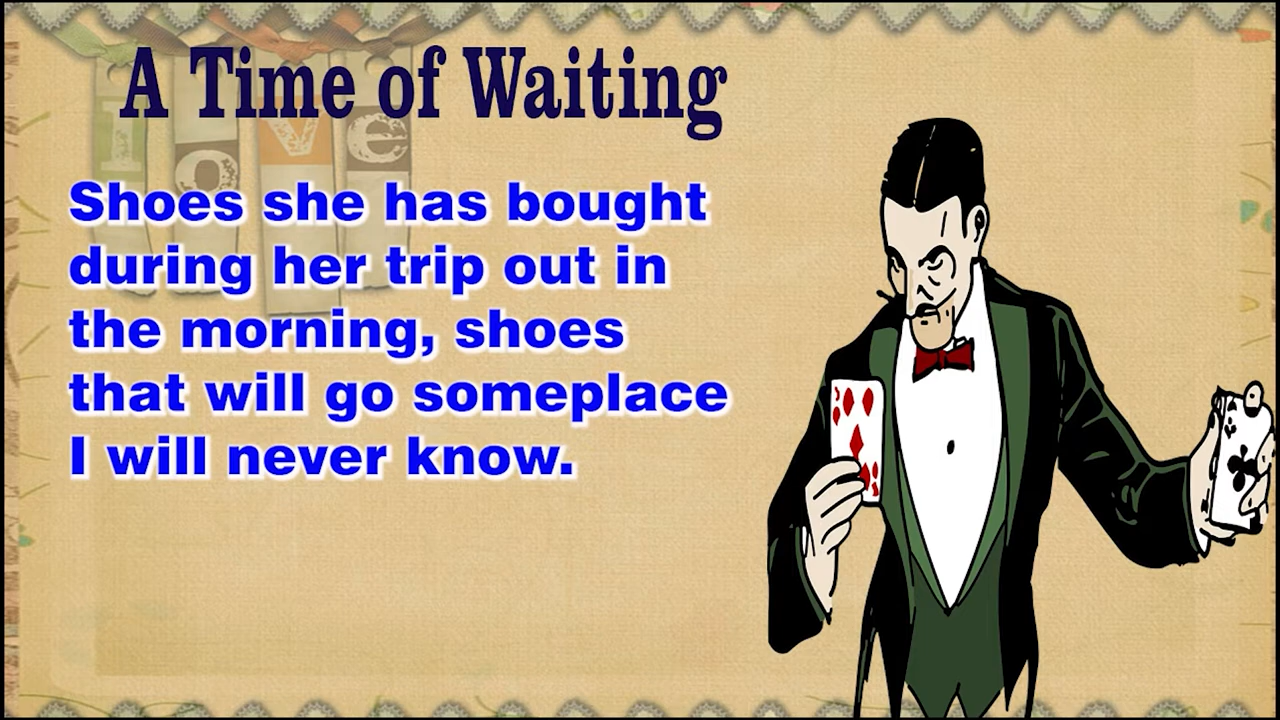 A Time of Waiting
love
Shoes she has bought
during her trip out in
the morning, shoes
that will go someplace
I will never know.